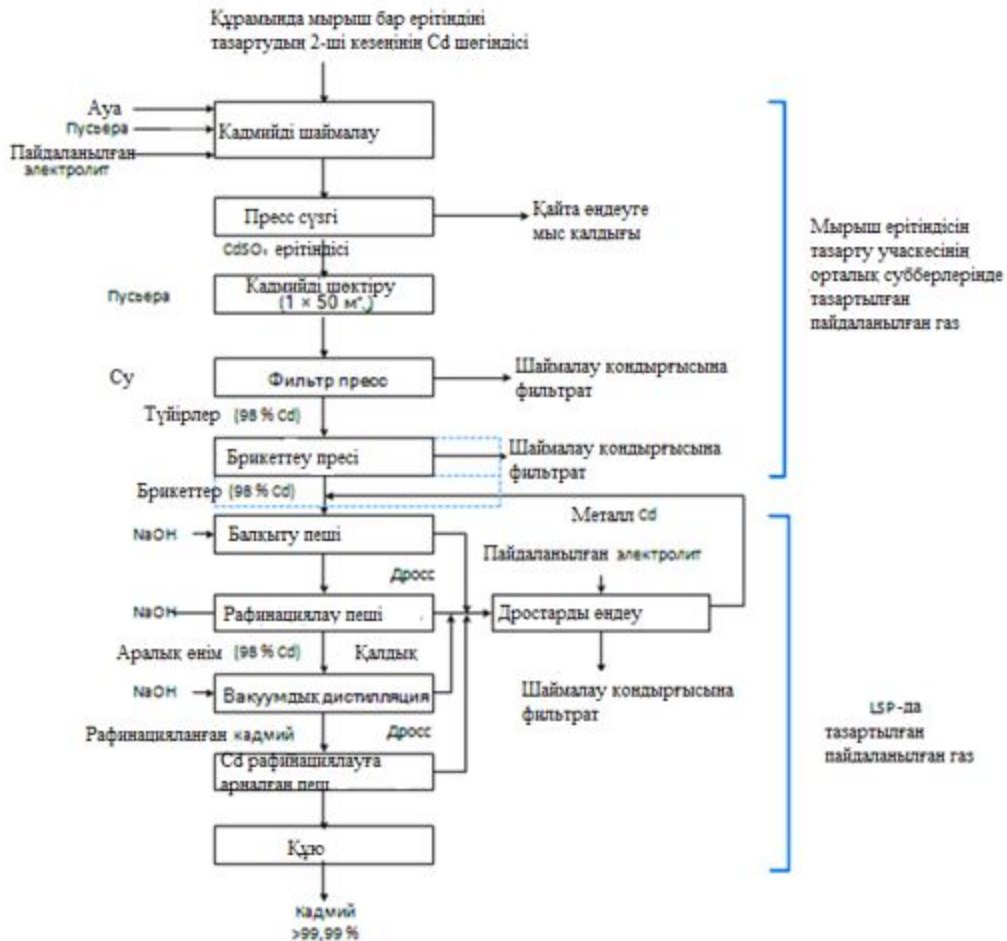 Құрамында мырыш бар ерітіндіні
тазартудың 2-ші кезеңінің Cd шөгіндісі
Ауа
Пусьера
Пайдаланылған
электролит
Кадмийді шаймалау
Пресс сүзгі
Қайта өңдеуге
мыс қалдығы
CdSO₄ ерітіндісі
Пусьера
Кадмийді шөктіру
(1 × 50 м³)
Су
Фильтр пресс
Шаймалау қондырғысына
фильтрат
Түйірлер (98 % Cd)
Брикеттеу пресі
Шаймалау қондырғысына
фильтрат
Брикеттер (98 % Cd)
Мырыш ерітіндісін
тазарту учаскесінің
орталық субберлерінде
тазартылған
пайдаланылған газ
Металл Cd
NaOH
Балқыту пеші
Пайдаланылған электролит
Дросс
NaOH
Рафинациялау пеші
Дростарды өңдеу
Аралық өнім (98 % Cd)
Қалдық
NaOH
Вакуумдық дистилляция
Шаймалау қондырғысына
фильтрат
Рафинацияланған кадмий
Дросс
Cd рафинациялауға
арналған пеш
LSP-да
тазартылған
пайдаланылған газ
Құю
Кадмий
>99,99 %